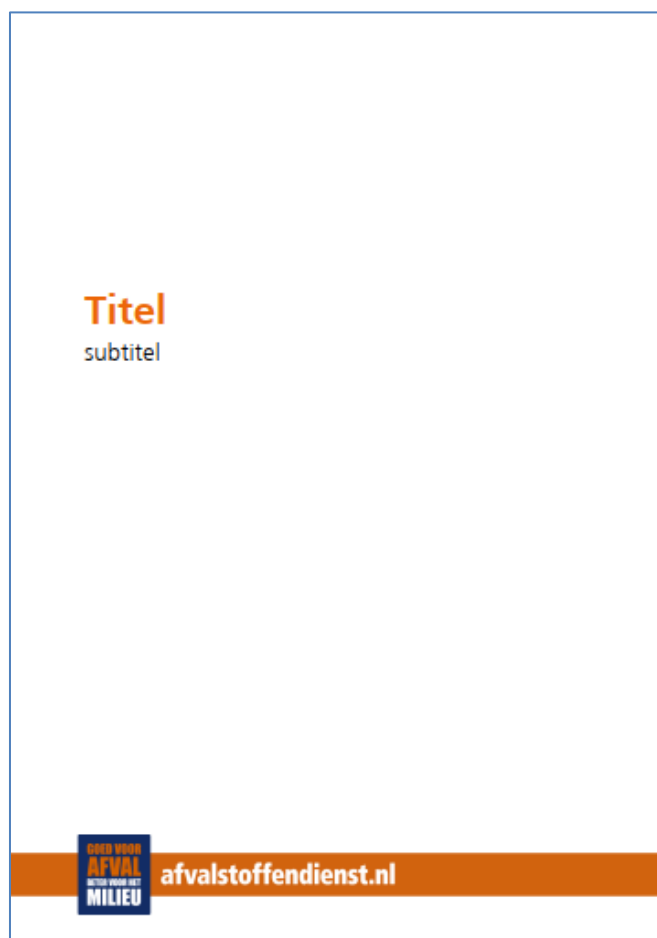 Titel
subtitel
GOED VOOR
AFVAL
BETER VOOR HET
MILIEU
afvalstoffendienst.nl